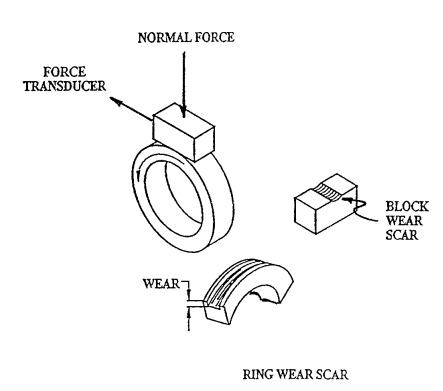 NORMAL FORCE
FORCE
TRANSDUCER
BLOCK
WEAR
SCAR
WEAR
RING WEAR SCAR